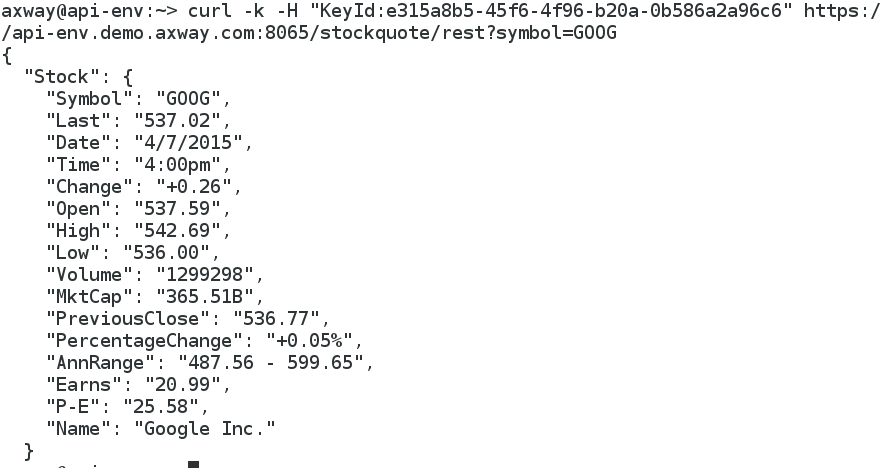 axway@api-env:~> curl -k -H "KeyId:e315a8b5-45f6-4f96-b20a-0b586a2a96c6" https:/
/api-env.demo.axway.com:8065/stockquote/rest?symbol=GOOG
{
  "Stock": {
    "Symbol": "GOOG",
    "Last": "537.02",
    "Date": "4/7/2015",
    "Time": "4:00pm",
    "Change": "+0.26",
    "Open": "537.59",
    "High": "542.69",
    "Low": "536.00",
    "Volume": "1299298",
    "MktCap": "365.51B",
    "PreviousClose": "536.77",
    "PercentageChange": "+0.05%",
    "AnnRange": "487.56 - 599.65",
    "Earns": "20.99",
    "P-E": "25.58",
    "Name": "Google Inc."
  }